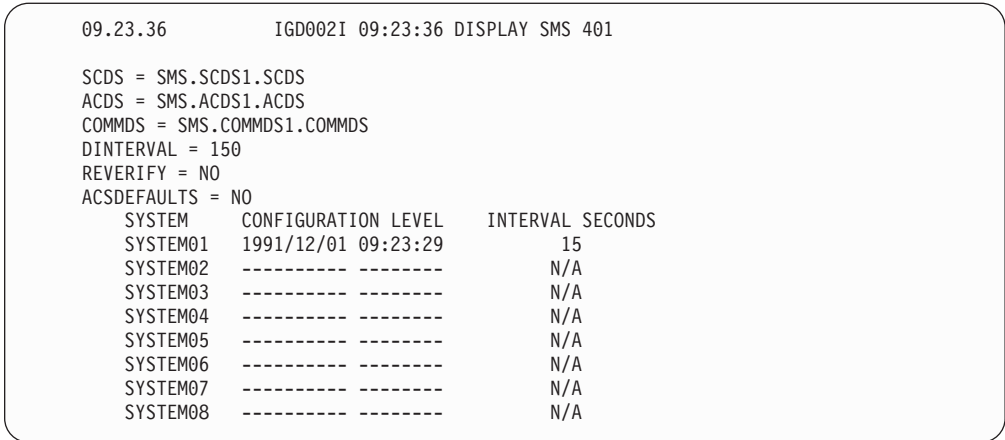 09.23.36 IGD002I 09:23:36 DISPLAY SMS 401
SCDS = SMS.SCDS1.SCDS
ACDS = SMS.ACDS1.ACDS
COMMDS = SMS.COMMDS1.COMMDS
DINTERVAL = 150
REVERIFY = NO
ACSDEFAULTS = NO
SYSTEM CONFIGURATION LEVEL INTERVAL SECONDS
SYSTEM01 1991/12/01 09:23:29 15
SYSTEM02 ---------- -------- N/A
SYSTEM03 ---------- -------- N/A
SYSTEM04 ---------- -------- N/A
SYSTEM05 ---------- -------- N/A
SYSTEM06 ---------- -------- N/A
SYSTEM07 ---------- -------- N/A
SYSTEM08 ---------- -------- N/A